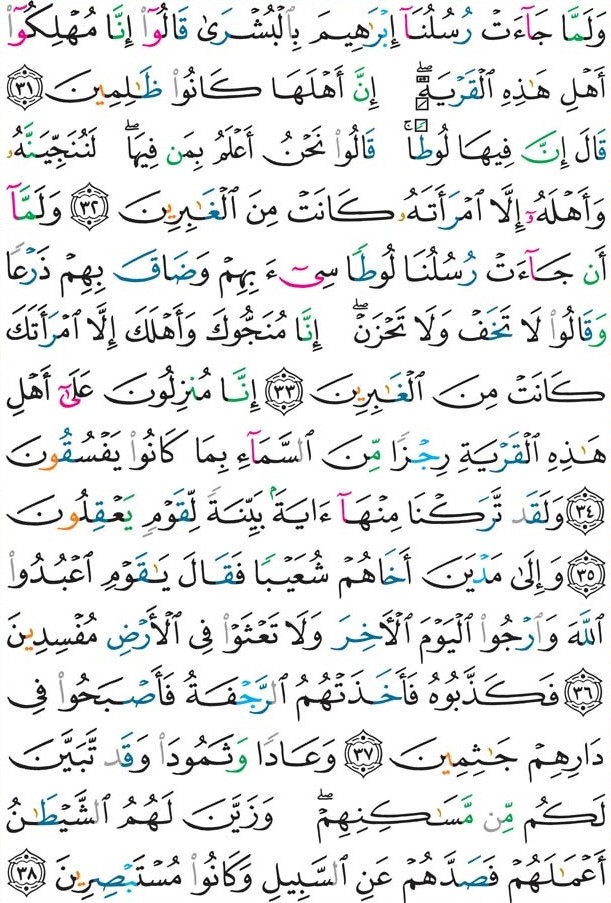 وَلَمَّا جَآءَتْ رُسُلُنَآ إِبْرَٰهِيمَ بِٱلْبُشْرَىٰ قَالُوٓا۟ إِنَّا مُهْلِكُوٓا۟
أَهْلِ هَٰذِهِ ٱلْقَرْيَةِ ۖ إِنَّ أَهْلَهَا كَانُوا۟ ظَٰلِمِينَ ﴿٣١﴾
قَالَ إِنَّ فِيهَا لُوطًا ۚ قَالُوا۟ نَحْنُ أَعْلَمُ بِمَن فِيهَا ۖ لَنُنَجِّيَنَّهُۥ
وَأَهْلَهُۥٓ إِلَّا ٱمْرَأَتَهُۥ كَانَتْ مِنَ ٱلْغَٰبِرِينَ ﴿٣٢﴾ وَلَمَّآ
أَن جَآءَتْ رُسُلُنَا لُوطًا سِىٓءَ بِهِمْ وَضَاقَ بِهِمْ ذَرْعًا
وَقَالُوا۟ لَا تَخَفْ وَلَا تَحْزَنْ ۖ إِنَّا مُنَجُّوكَ وَأَهْلَكَ إِلَّا ٱمْرَأَتَكَ
كَانَتْ مِنَ ٱلْغَٰبِرِينَ ﴿٣٣﴾ إِنَّا مُنزِلُونَ عَلَىٰٓ أَهْلِ
هَٰذِهِ ٱلْقَرْيَةِ رِجْزًا مِّنَ ٱلسَّمَآءِ بِمَا كَانُوا۟ يَفْسُقُونَ
﴿٣٤﴾ وَلَقَد تَّرَكْنَا مِنْهَآ ءَايَةًۢ بَيِّنَةً لِّقَوْمٍ يَعْقِلُونَ
﴿٣٥﴾ وَإِلَىٰ مَدْيَنَ أَخَاهُمْ شُعَيْبًا فَقَالَ يَٰقَوْمِ ٱعْبُدُوا۟
ٱللَّهَ وَٱرْجُوا۟ ٱلْيَوْمَ ٱلْءَاخِرَ وَلَا تَعْثَوْا۟ فِى ٱلْأَرْضِ مُفْسِدِينَ
﴿٣٦﴾ فَكَذَّبُوهُ فَأَخَذَتْهُمُ ٱلرَّجْفَةُ فَأَصْبَحُوا۟ فِى
دَارِهِمْ جَٰثِمِينَ ﴿٣٧﴾ وَعَادًا وَثَمُودَا۟ وَقَد تَّبَيَّنَ
لَكُم مِّن مَّسَٰكِنِهِمْ ۖ وَزَيَّنَ لَهُمُ ٱلشَّيْطَٰنُ
أَعْمَٰلَهُمْ فَصَدَّهُمْ عَنِ ٱلسَّبِيلِ وَكَانُوا۟ مُسْتَبْصِرِينَ ﴿٣٨﴾